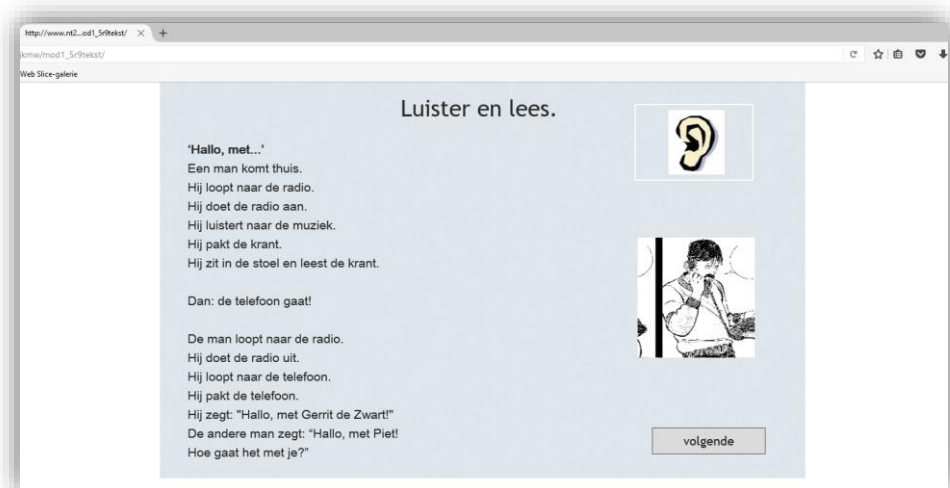 http://www.nt2...od1_5r9tekst/
kmw/mod1_5r9tekst/
Web Slice-galerie
Luister en lees.
‘Hallo, met...’
Een man komt thuis.
Hij loopt naar de radio.
Hij doet de radio aan.
Hij luistert naar de muziek.
Hij pakt de krant.
Hij zit in de stoel en leest de krant.
Dan: de telefoon gaat!
De man loopt naar de radio.
Hij doet de radio uit.
Hij loopt naar de telefoon.
Hij pakt de telefoon.
Hij zegt: "Hallo, met Gerrit de Zwart!"
De andere man zegt: “Hallo, met Piet!
Hoe gaat het met je?”
volgende